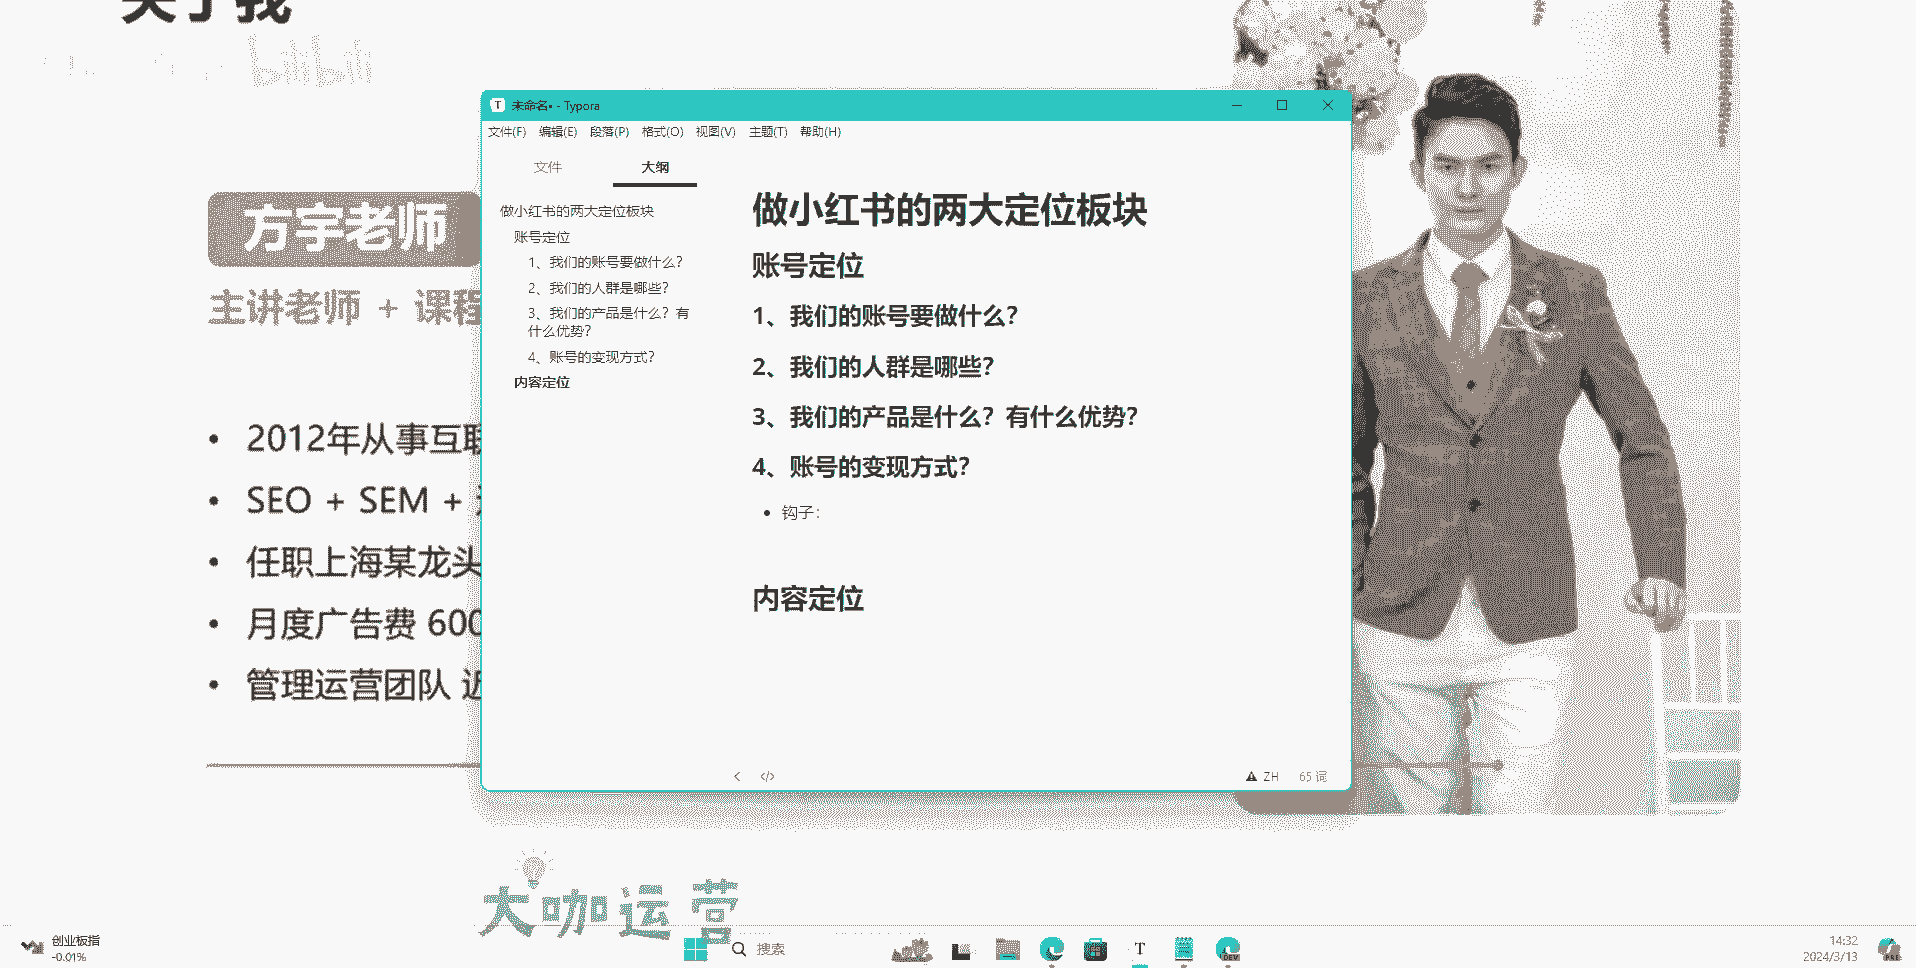 关于我
bilibili
方宇老师
主讲老师 + 课程
2012年从事互联
SEO + SEM +
任职上海某龙头
月度广告费 600
管理运营团队 近
未命名• - Typora
文件(F) 编辑(E) 段落(P) 格式(O) 视图(V) 主题(T) 帮助(H)
文件 大纲
做小红书的两大定位板块
账号定位
1、我们的账号要做什么？
2、我们的人群是哪些？
3、我们的产品是什么？有
什么优势？
4、账号的变现方式？
内容定位
做小红书的两大定位板块
账号定位
1、我们的账号要做什么？
2、我们的人群是哪些？
3、我们的产品是什么？有什么优势？
4、账号的变现方式？
钩子：
内容定位
ZH 65 词
大咖运营
创业板指
-0.01%
搜索
T
DEV
14:32
2024/3/13
PRE